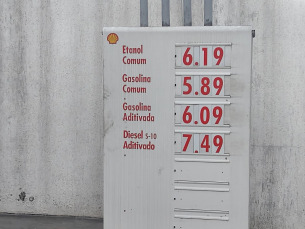 Etanol 6.19
Comum
Gasolina 5.89
Comum
Gasolina 6.09
Aditivada
Diesel S-10 7.49
Aditivado